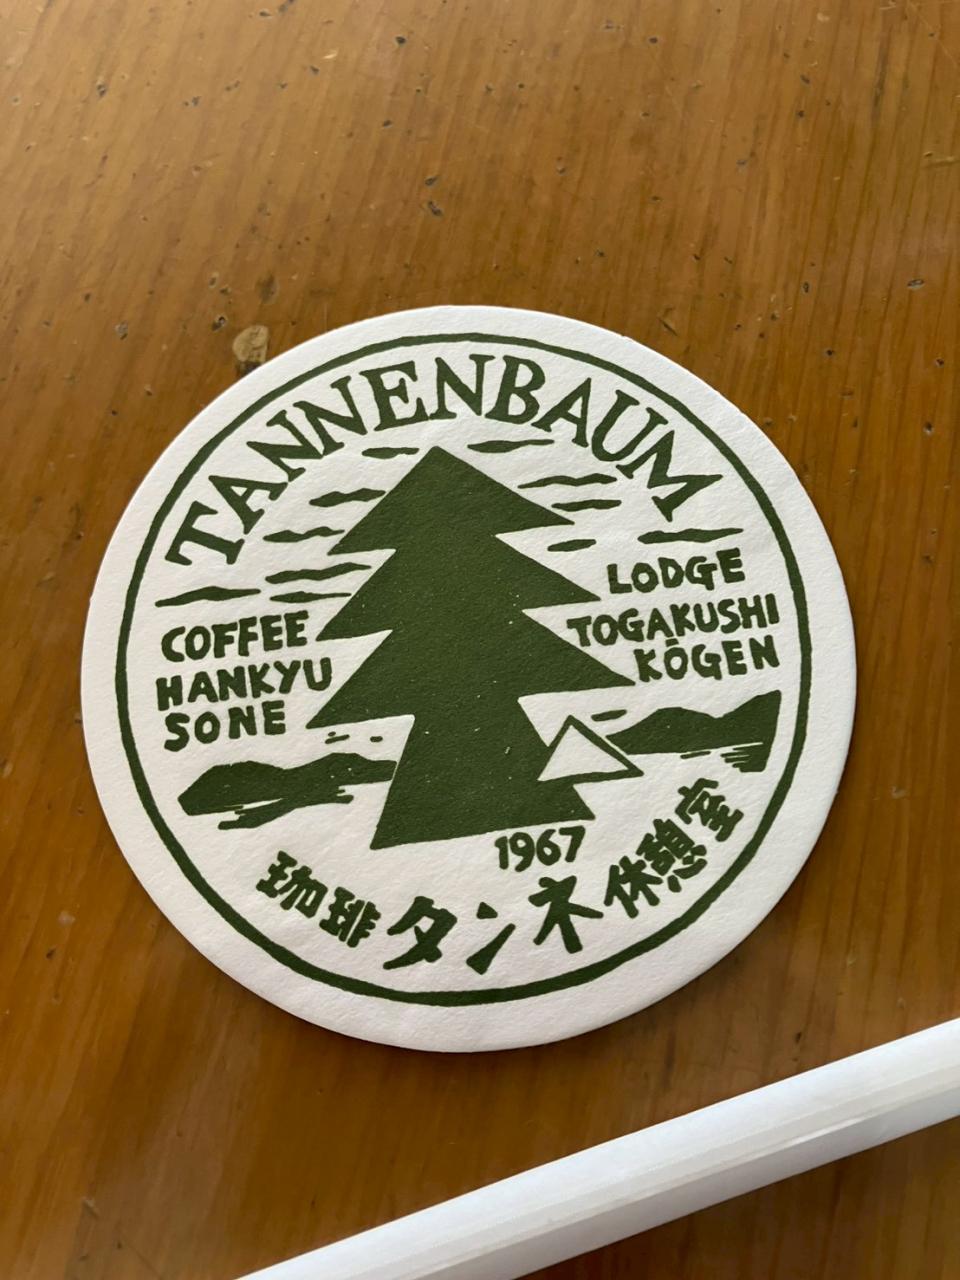 TANNENBAUM
COFFEE
HANKYU
SONE
LODGE
TOGAKUSHI
KŌGEN
1967
珈琲タンネ休憩室